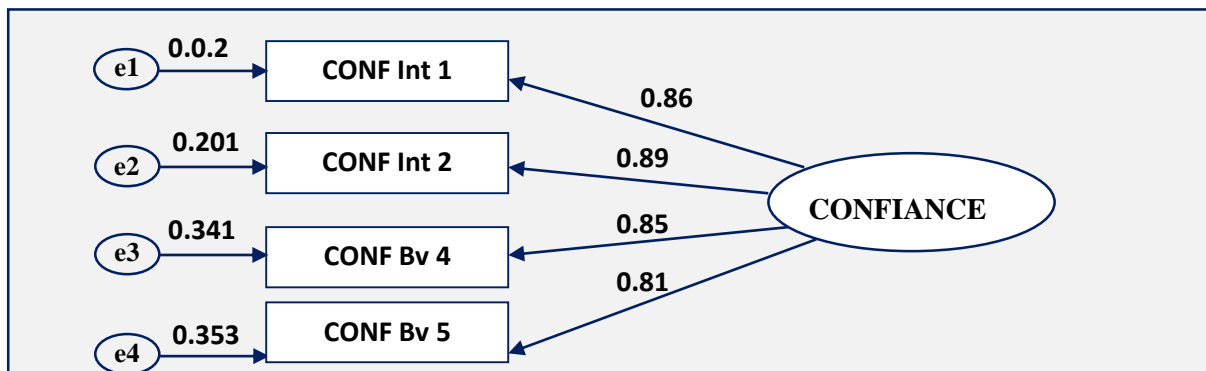 e1 0.0.2 CONF Int 1
0.86
e2 0.201 CONF Int 2
0.89
CONFIANCE
e3 0.341 CONF Bv 4
0.85
0.81
e4 0.353 CONF Bv 5